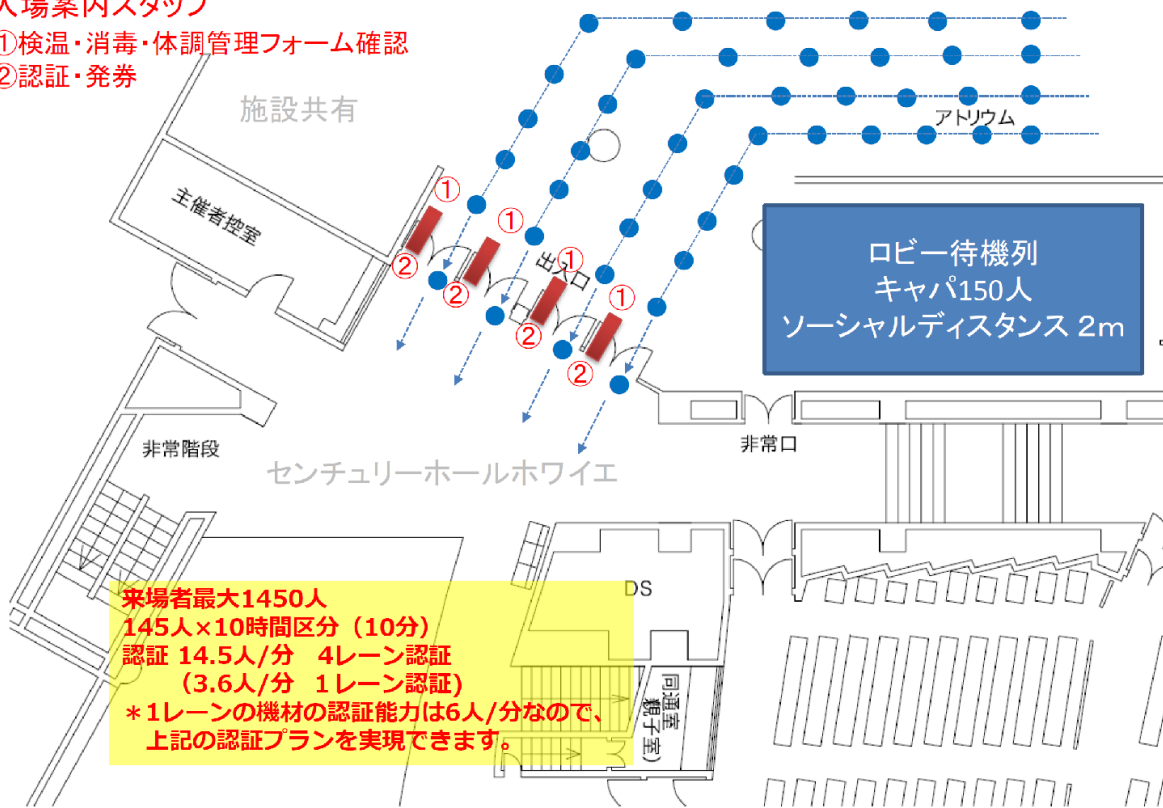 入場案内スタッフ
①検温・消毒・体調管理フォーム確認
②認証・発券
施設共有
アトリウム
主催者控室
①
①
①
①
出入口
②
②
②
②
ロビー待機列
キャパ150人
ソーシャルディスタンス 2m
非常階段
非常口
センチュリーホールホワイエ
DS
来場者最大1450人
145人×10時間区分（10分）
認証 14.5人/分　4レーン認証
（3.6人/分　1レーン認証)
＊1レーンの機材の認証能力は6人/分なので、
上記の認証プランを実現できます。
同通室
親子室)